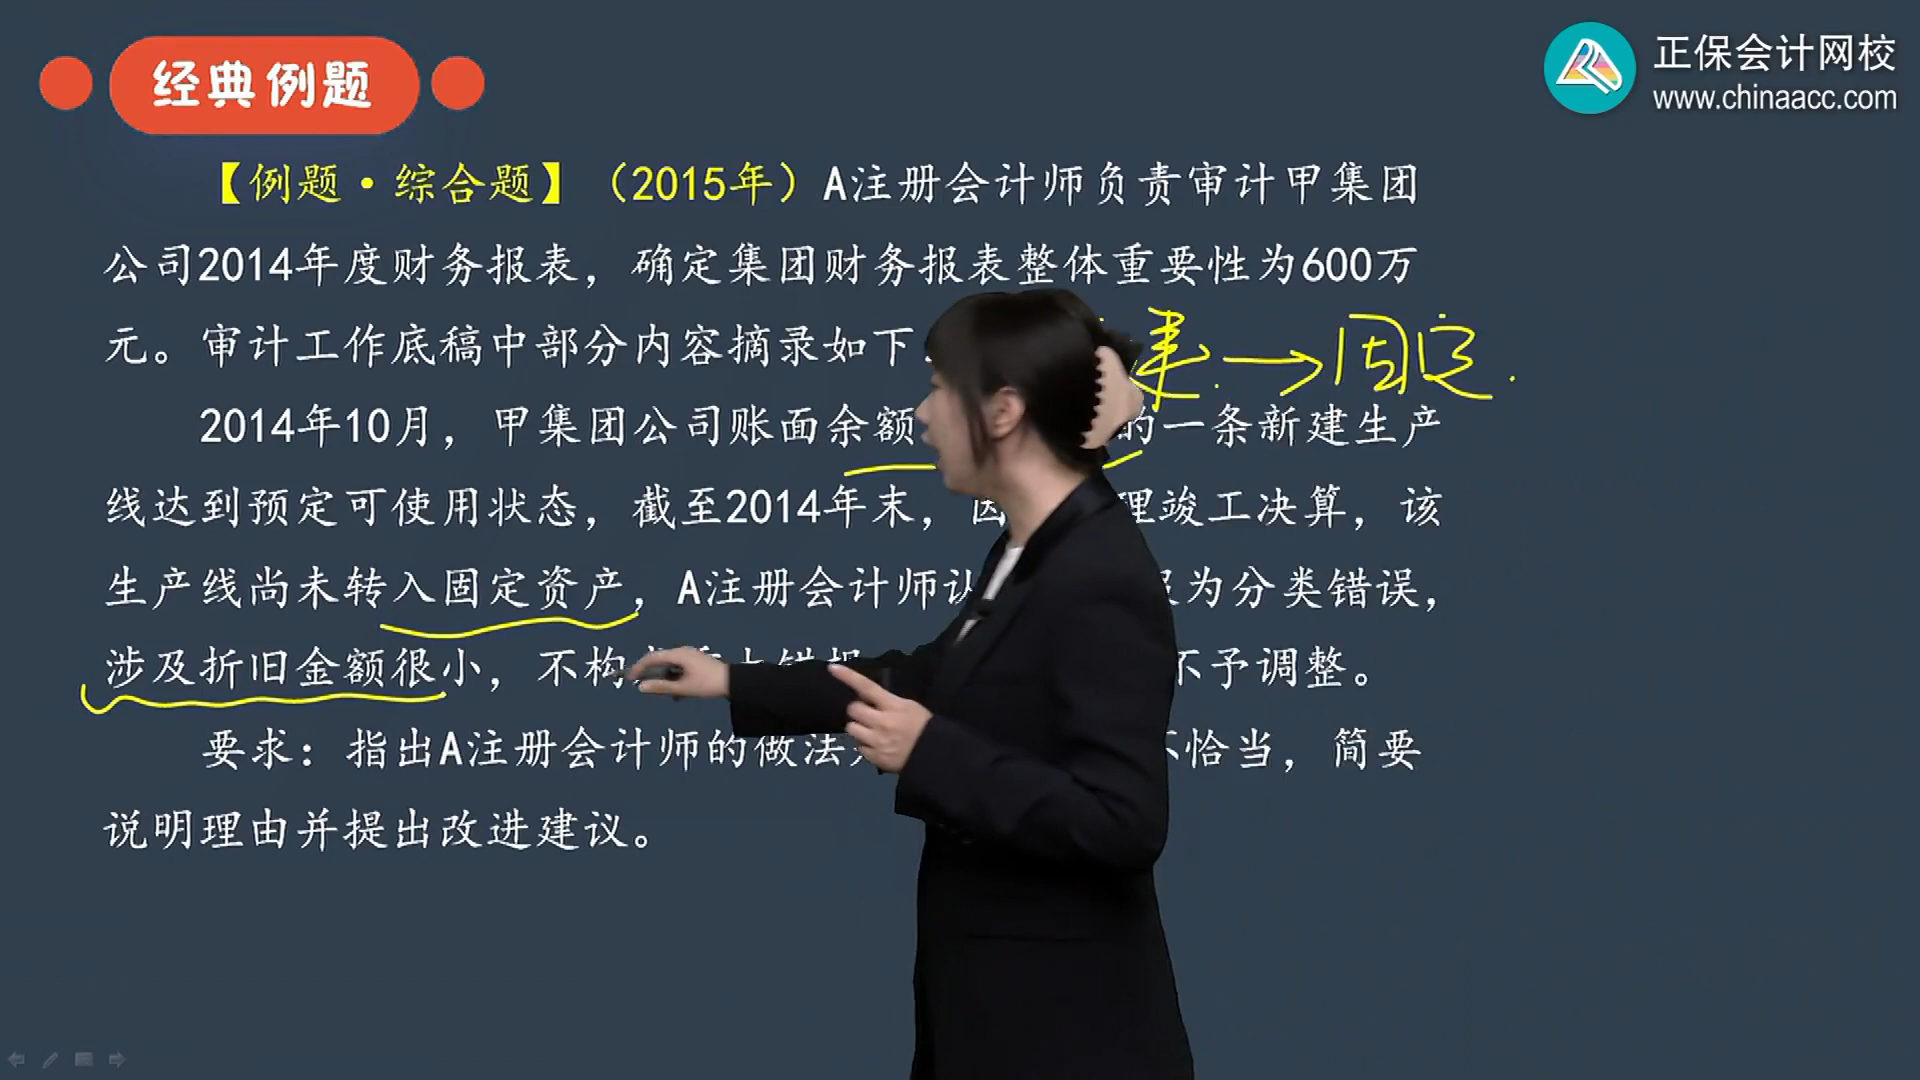 经典例题
正保会计网校
www.chinaacc.com
【例题·综合题】（2015年）A注册会计师负责审计甲集团
公司2014年度财务报表，确定集团财务报表整体重要性为600万
元。审计工作底稿中部分内容摘录如下
→固定
2014年10月，甲集团公司账面余额 的一条新建生产
线达到预定可使用状态，截至2014年末，因 理竣工决算，该
生产线尚未转入固定资产，A注册会计师认 为分类错误，
涉及折旧金额很小，不构 不予调整。
要求：指出A注册会计师的做法 恰当，简要
说明理由并提出改进建议。